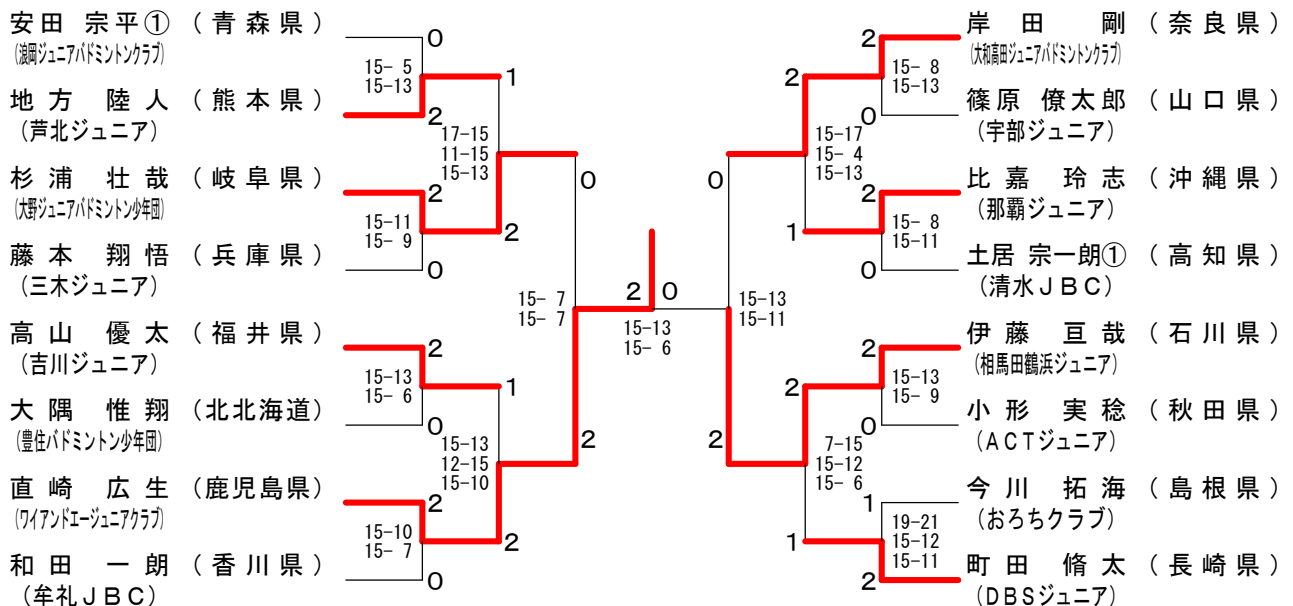 安田 宗平① (青森県)
(浪岡ジュニアバドミントンクラブ)
地方 陸人 (熊本県)
(芦北ジュニア)
杉浦 壮哉 (岐阜県)
(大野ジュニアバドミントン少年団)
藤本 翔悟 (兵庫県)
(三木ジュニア)
高山 優太 (福井県)
(吉川ジュニア)
大隅 惟翔 (北北海道)
(豊住バドミントン少年団)
直崎 広生 (鹿児島県)
(ワイアンドエージュニアクラブ)
和田 一朗 (香川県)
(牟礼JBC)
0
15- 5
15-13
2
2
15-11
15- 9
0
2
15-13
15- 6
0
2
15-10
15- 7
0
1
17-15
11-15
15-13
2
1
15-13
12-15
15-10
2
0
15- 7
15- 7
2
2 0
15-13
15- 6
0
15-13
15-11
2
2
15-17
15- 4
15-13
1
2
7-15
15-12
15- 6
1
2
15- 8
15-13
0
2
15- 8
15-11
0
2
15-13
15- 9
0
1
19-21
15-12
15-11
2
岸田 剛 (奈良県)
(大和高田ジュニアバドミントンクラブ)
篠原 僚太郎 (山口県)
(宇部ジュニア)
比嘉 玲志 (沖縄県)
(那覇ジュニア)
土居 宗一朗① (高知県)
(清水JBC)
伊藤 亘哉 (石川県)
(相馬田鶴浜ジュニア)
小形 実稔 (秋田県)
(ACTジュニア)
今川 拓海 (島根県)
(おろちクラブ)
町田 脩太 (長崎県)
(DBSジュニア)